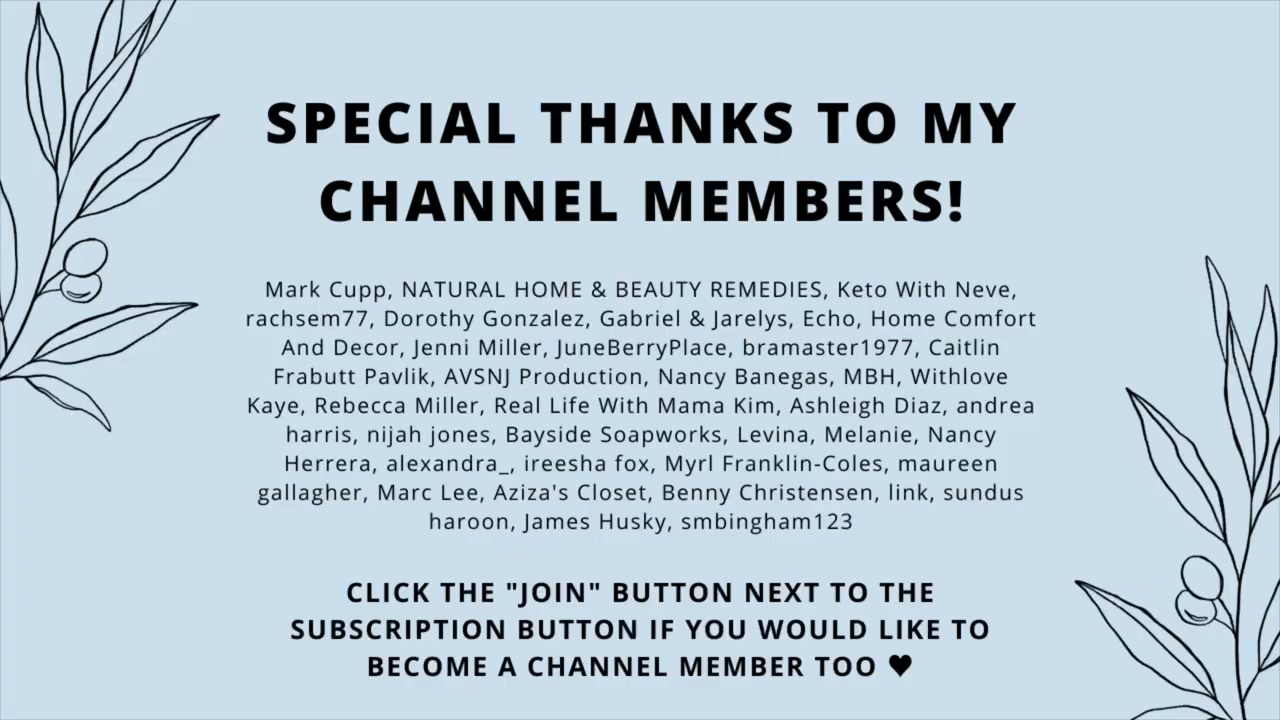 SPECIAL THANKS TO MY
CHANNEL MEMBERS!
Mark Cupp, NATURAL HOME & BEAUTY REMEDIES, Keto With Neve,
rachsem77, Dorothy Gonzalez, Gabriel & Jarelys, Echo, Home Comfort
And Decor, Jenni Miller, JuneBerryPlace, bramaster1977, Caitlin
Frabutt Pavlik, AVSNJ Production, Nancy Banegas, MBH, Withlove
Kaye, Rebecca Miller, Real Life With Mama Kim, Ashleigh Diaz, andrea
harris, nijah jones, Bayside Soapworks, Levina, Melanie, Nancy
Herrera, alexandra_, ireesha fox, Myrl Franklin-Coles, maureen
gallagher, Marc Lee, Aziza's Closet, Benny Christensen, link, sundus
haroon, James Husky, smbingham123
CLICK THE "JOIN" BUTTON NEXT TO THE
SUBSCRIPTION BUTTON IF YOU WOULD LIKE TO
BECOME A CHANNEL MEMBER TOO ♥